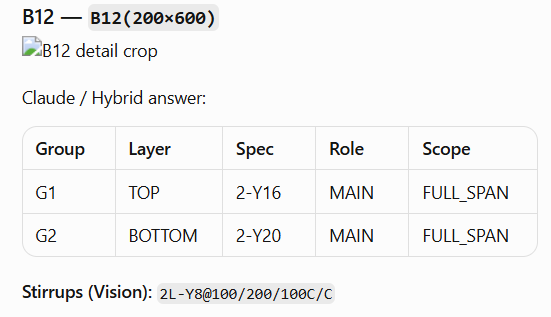 B12 — B12(200×600)
B12 detail crop
Claude / Hybrid answer:
Group Layer Spec Role Scope
G1 TOP 2-Y16 MAIN FULL_SPAN
G2 BOTTOM 2-Y20 MAIN FULL_SPAN
Stirrups (Vision): 2L-Y8@100/200/100C/C